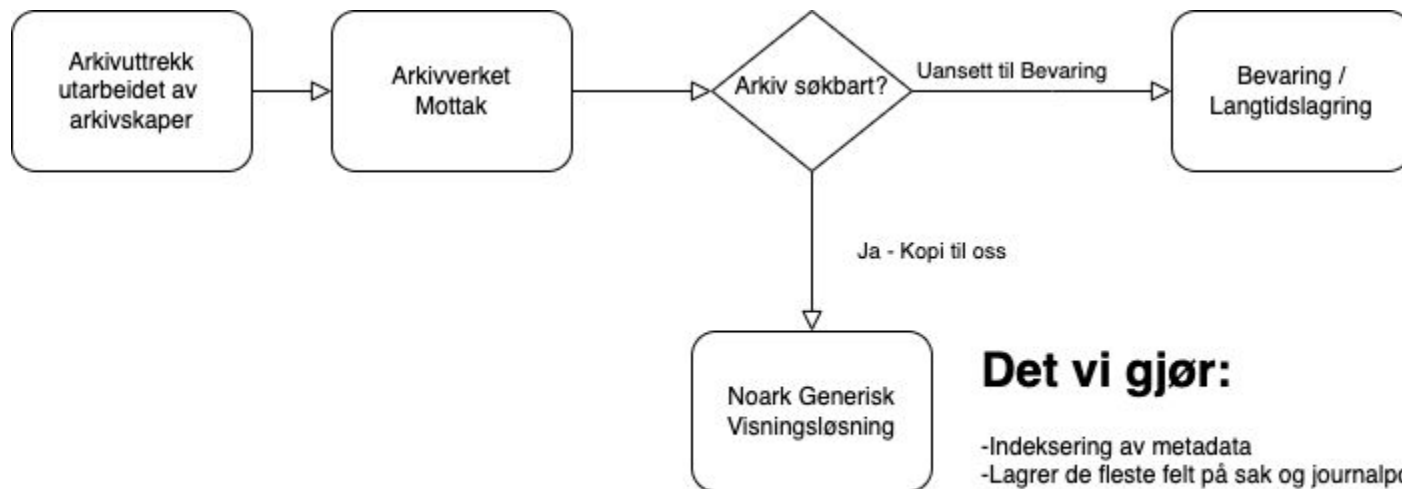 Arkivuttrekk
utarbeidet av
arkivskaper
Arkivverket
Mottak
Arkiv søkbart?
Uansett til Bevaring
Bevaring /
Langtidslagring
Ja - Kopi til oss
Noark Generisk
Visningsløsning
Det vi gjør:
-Indeksering av metadata
-Lagrer de fleste felt på sak og